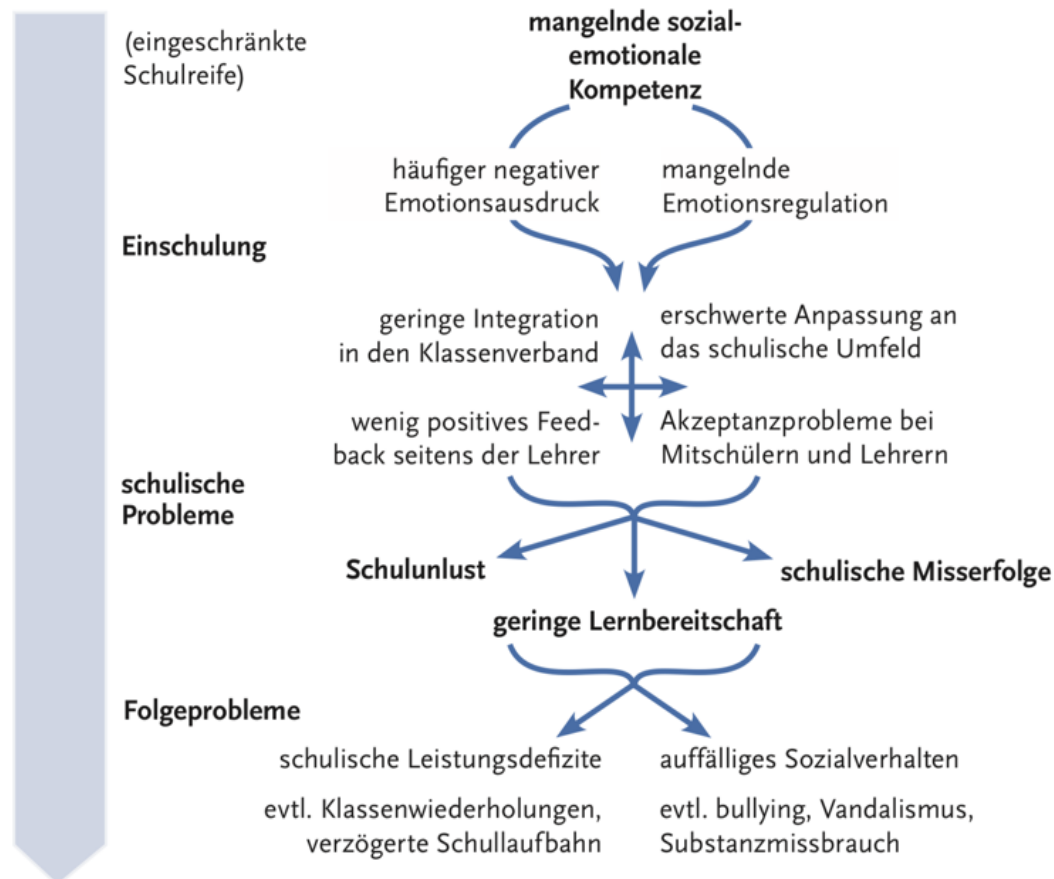 (eingeschränkte
Schulreife)
mangelnde sozial-
emotionale
Kompetenz
häufiger negativer
Emotionsausdruck
mangelnde
Emotionsregulation
Einschulung
geringe Integration
in den Klassenverband
erschwerte Anpassung an
das schulische Umfeld
wenig positives Feed-
back seitens der Lehrer
Akzeptanzprobleme bei
Mitschülern und Lehrern
schulische
Probleme
Schulunlust
schulische Misserfolge
geringe Lernbereitschaft
Folgeprobleme
schulische Leistungsdefizite
auffälliges Sozialverhalten
evtl. Klassenwiederholungen,
verzögerte Schullaufbahn
evtl. bullying, Vandalismus,
Substanzmissbrauch